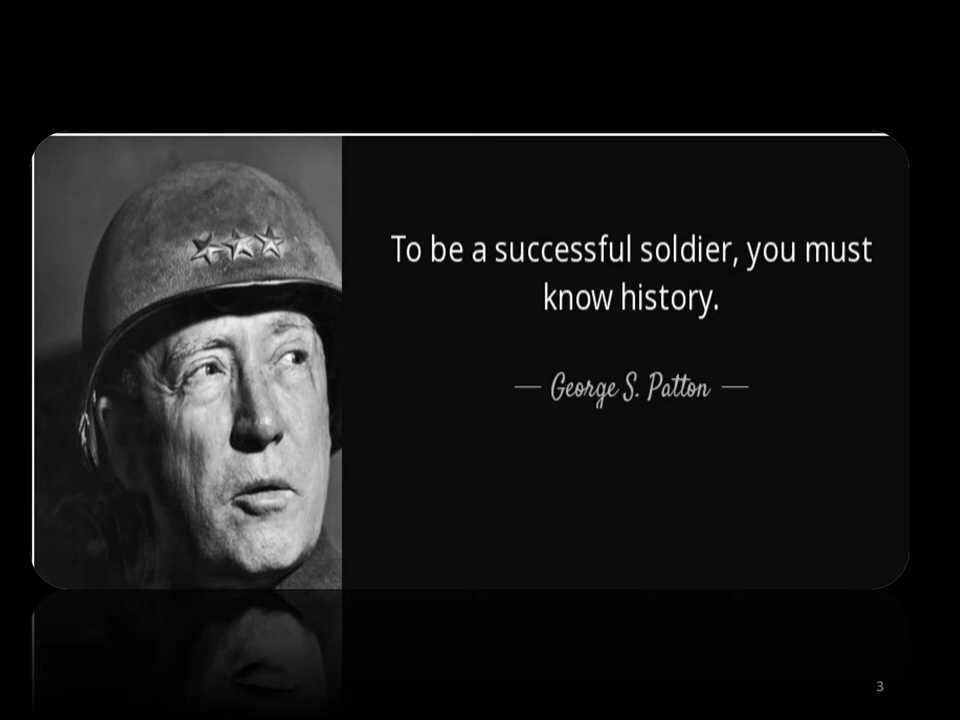 To be a successful soldier, you must
know history.
— George S. Patton —
3